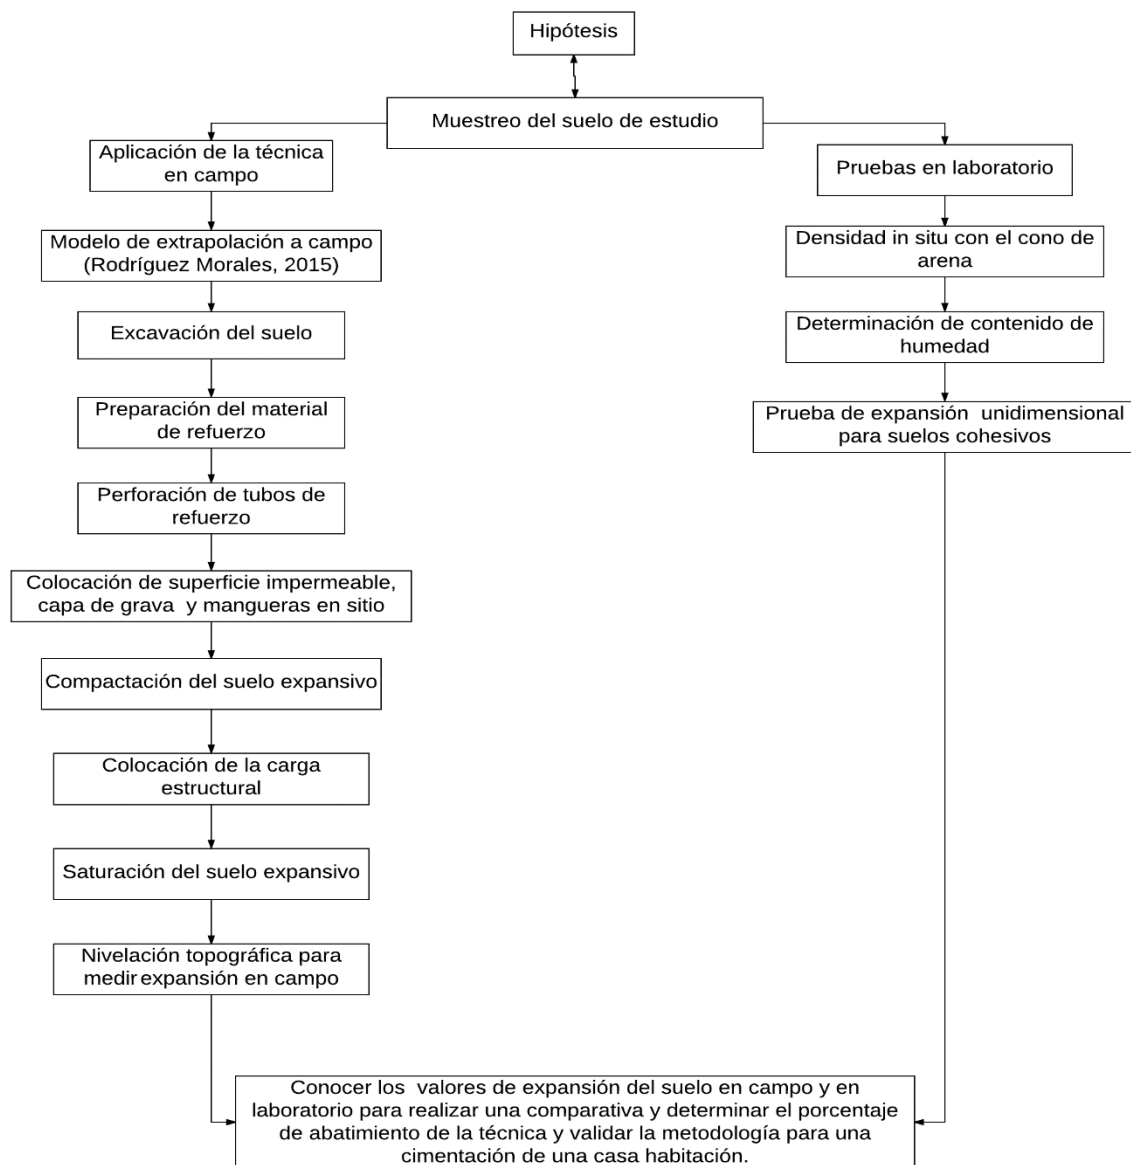 Hipótesis
Muestreo del suelo de estudio
Aplicación de la técnica
en campo
Modelo de extrapolación a campo
(Rodríguez Morales, 2015)
Excavación del suelo
Preparación del material
de refuerzo
Perforación de tubos de
refuerzo
Colocación de superficie impermeable,
capa de grava y mangueras en sitio
Compactación del suelo expansivo
Colocación de la carga
estructural
Saturación del suelo expansivo
Nivelación topográfica para
medir expansión en campo
Pruebas en laboratorio
Densidad in situ con el cono de
arena
Determinación de contenido de
humedad
Prueba de expansión unidimensional
para suelos cohesivos
Conocer los valores de expansión del suelo en campo y en
laboratorio para realizar una comparativa y determinar el porcentaje
de abatimiento de la técnica y validar la metodología para una
cimentación de una casa habitación.